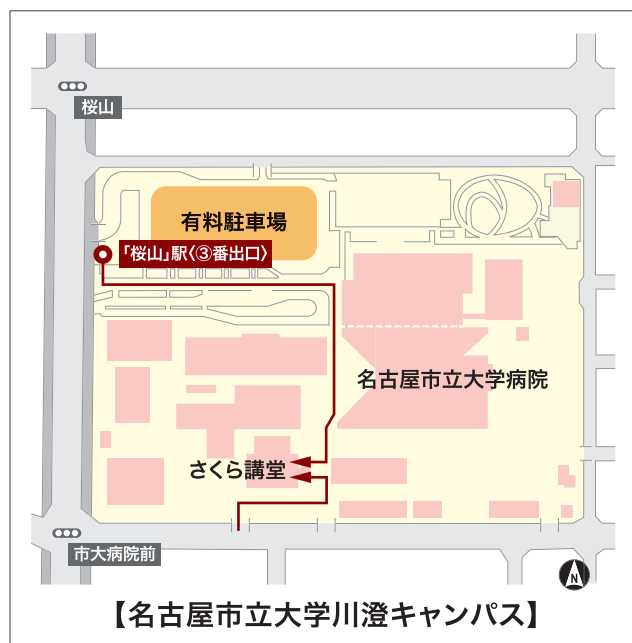 桜山
有料駐車場
「桜山」駅〈③番出口〉
名古屋市立大学病院
さくら講堂
市大病院前
N
【名古屋市立大学川澄キャンパス】